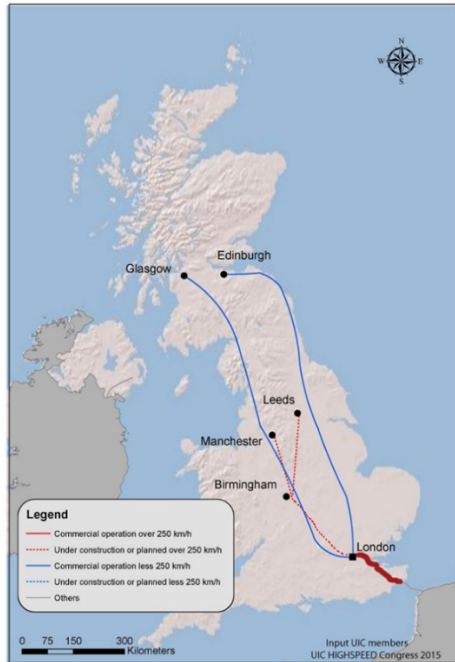 N
W E
S
Edinburgh
Glasgow
Leeds
Manchester
Birmingham
London
Legend
Commercial operation over 250 km/h
Under construction or planned over 250 km/h
Commercial operation less 250 km/h
Under construction or planned less 250 km/h
Others
0 75 150 300
Kilometers
Input UIC members
UIC HIGHSPEED Congress 2015